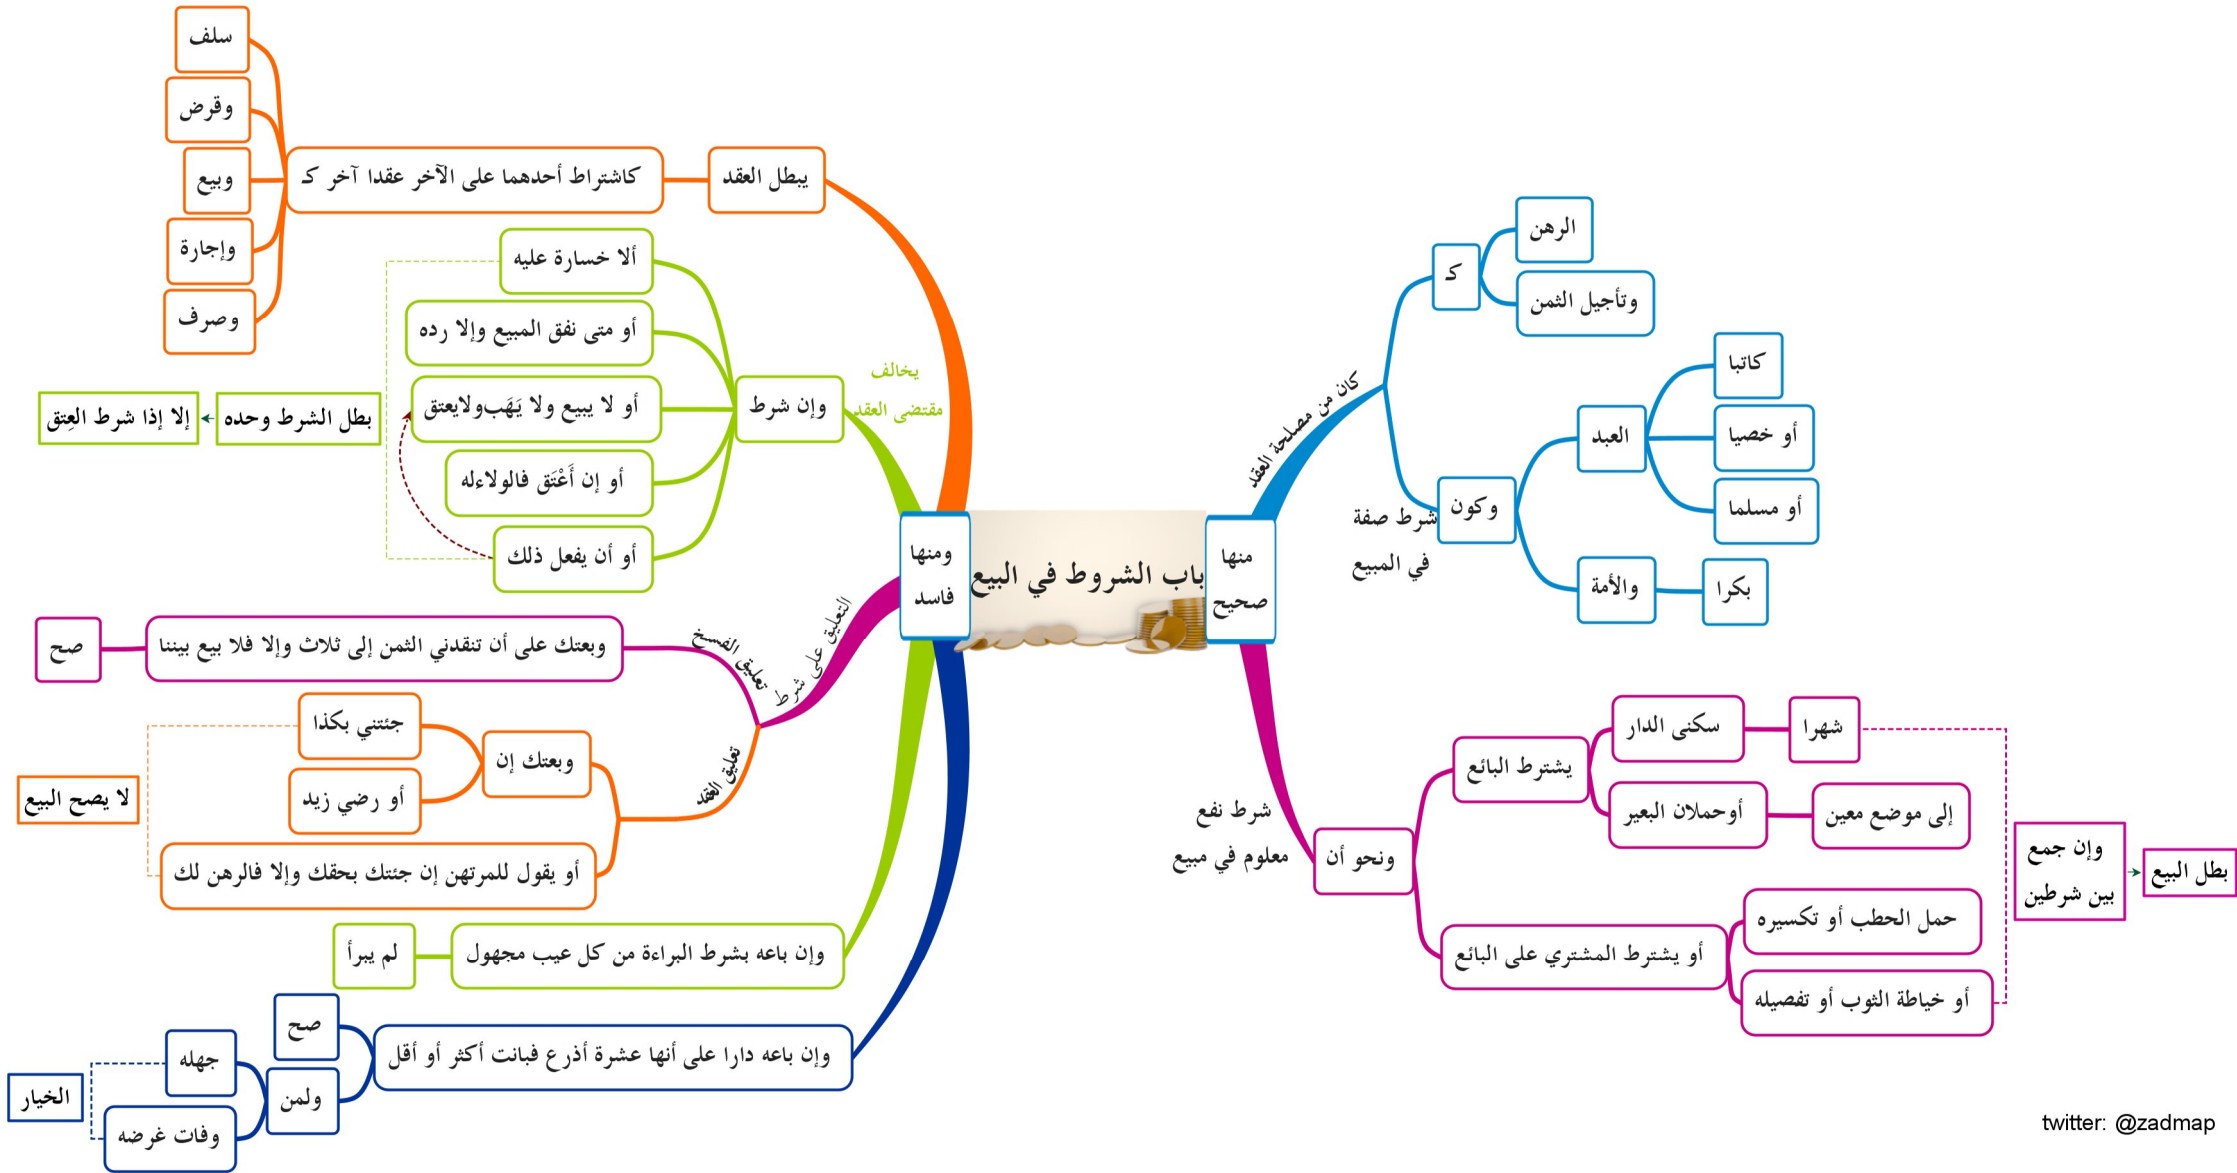 باب الشروط في البيع
منها
صحيح
كان من مصلحة العقد
كـ
الرهن
وتأجيل الثمن
شرط صفة
في المبيع
وكون
العبد
كاتبا
أو خصيا
أو مسلما
والأمة
بكرا
شرط نفع
معلوم في مبيع
ونحو أن
يشترط البائع
سكنى الدار
شهرا
أوحملان البعير
إلى موضع معين
أو يشترط المشتري على البائع
حمل الحطب أو تكسيره
أو خياطة الثوب أو تفصيله
وإن جمع
بين شرطين
بطل البيع
ومنها
فاسد
يبطل العقد
كاشتراط أحدهما على الآخر عقدا آخر كـ
سلف
وقرض
وبيع
وإجارة
وصرف
يخالف
مقتضى العقد
وإن شرط
ألا خسارة عليه
أو متى نفق المبيع وإلا رده
أو لا يبيع ولا يَهَب ولايعتق
أو إن أَعْتَق فالولاءله
أو أن يفعل ذلك
بطل الشرط وحده
إلا إذا شرط العِتق
التعليق على شرط
تعليق الفسخ
وبعتك على أن تنقدني الثمن إلى ثلاث وإلا فلا بيع بيننا
صح
تعليق العقد
وبعتك إن
جئتني بكذا
أو رضي زيد
أو يقول للمرتهن إن جئتك بحقك وإلا فالرهن لك
لا يصح البيع
وإن باعه بشرط البراءة من كل عيب مجهول
لم يبرأ
وإن باعه دارا على أنها عشرة أذرع فبانت أكثر أو أقل
صح
ولمن
جهله
وفات غرضه
الخيار
twitter: @zadmap